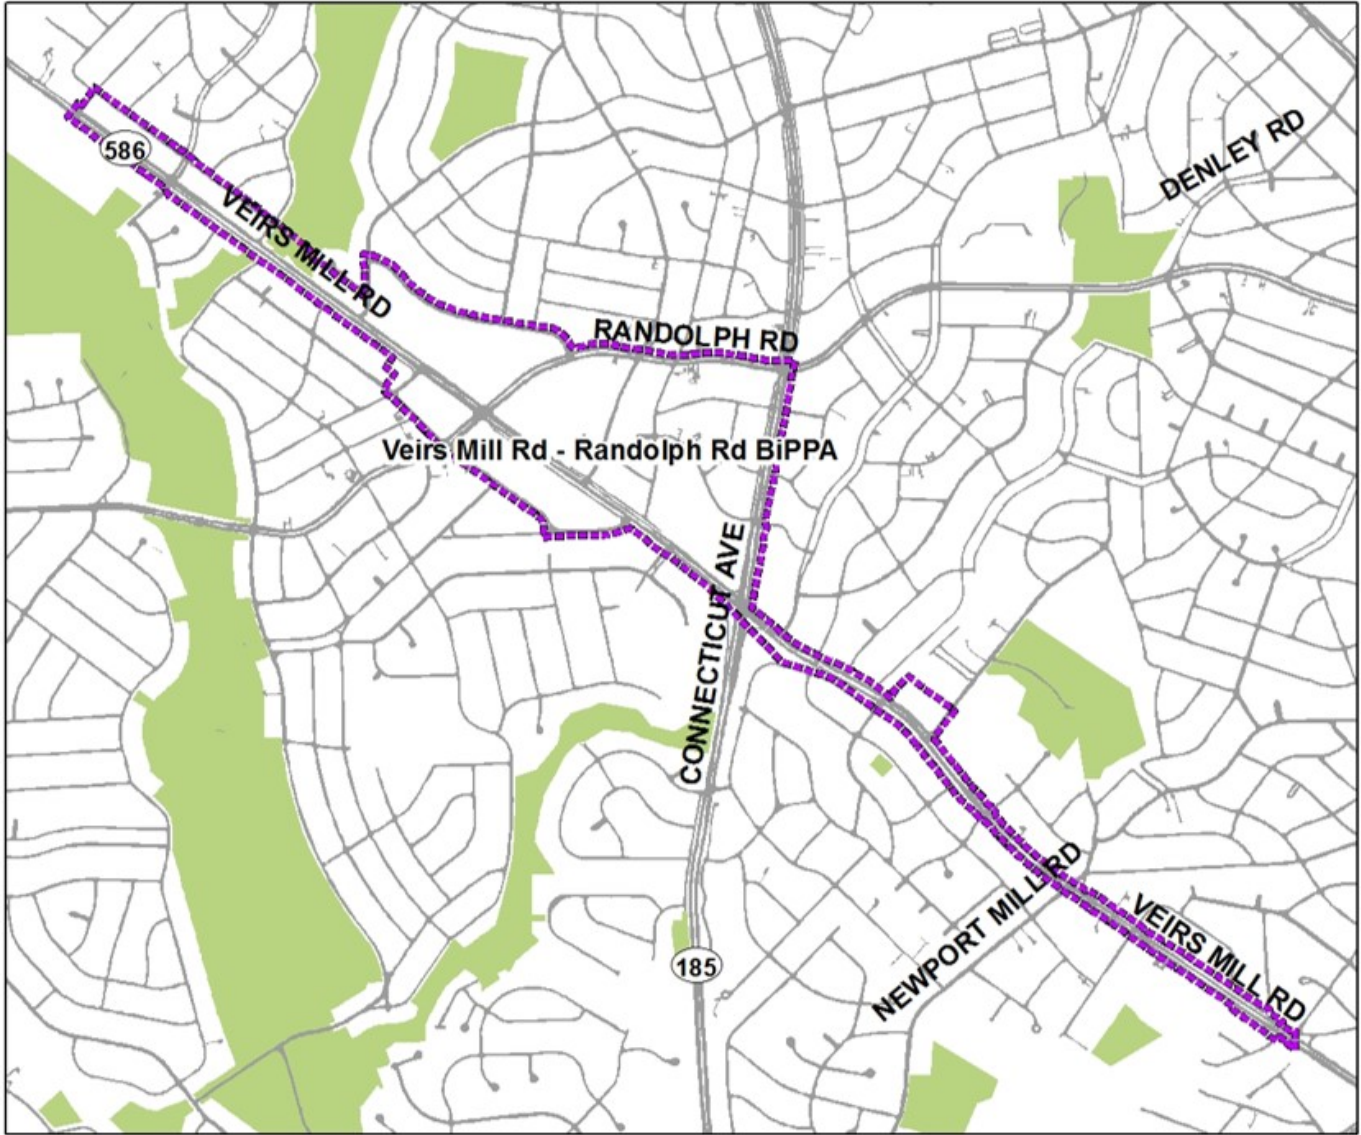 DENLEY RD
586
VEIRS MILL RD
RANDOLPH RD
Veirs Mill Rd - Randolph Rd BiPPA
CONNECTICUT AVE
NEWPORT MILL RD
VEIRS MILL RD
185